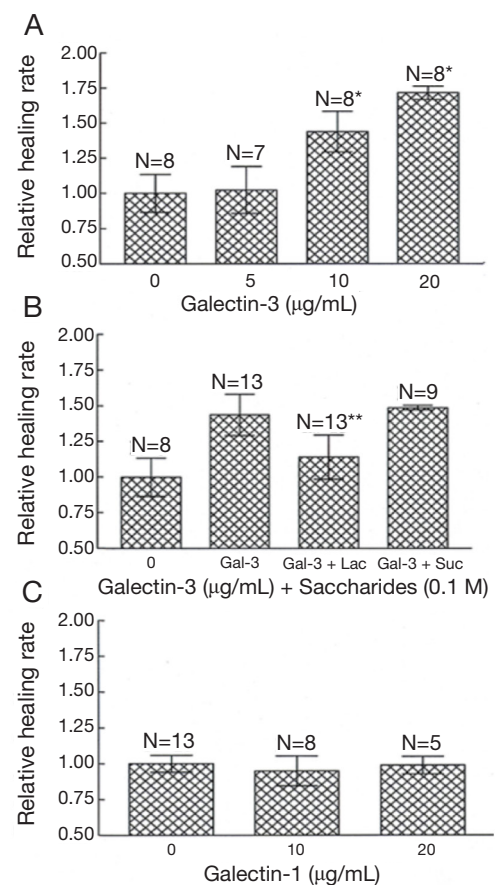 A
Relative healing rate
2.00
1.75
1.50
1.25
1.00
0.75
0.50
N=8
N=7
N=8*
N=8*
0 5 10 20
Galectin-3 (μg/mL)
B
Relative healing rate
2.00
1.75
1.50
1.25
1.00
0.75
0.50
N=8
N=13
N=13**
N=9
0 Gal-3 Gal-3 + Lac Gal-3 + Suc
Galectin-3 (μg/mL) + Saccharides (0.1 M)
C
Relative healing rate
2.00
1.75
1.50
1.25
1.00
0.75
0.50
N=13
N=8
N=5
0 10 20
Galectin-1 (μg/mL)